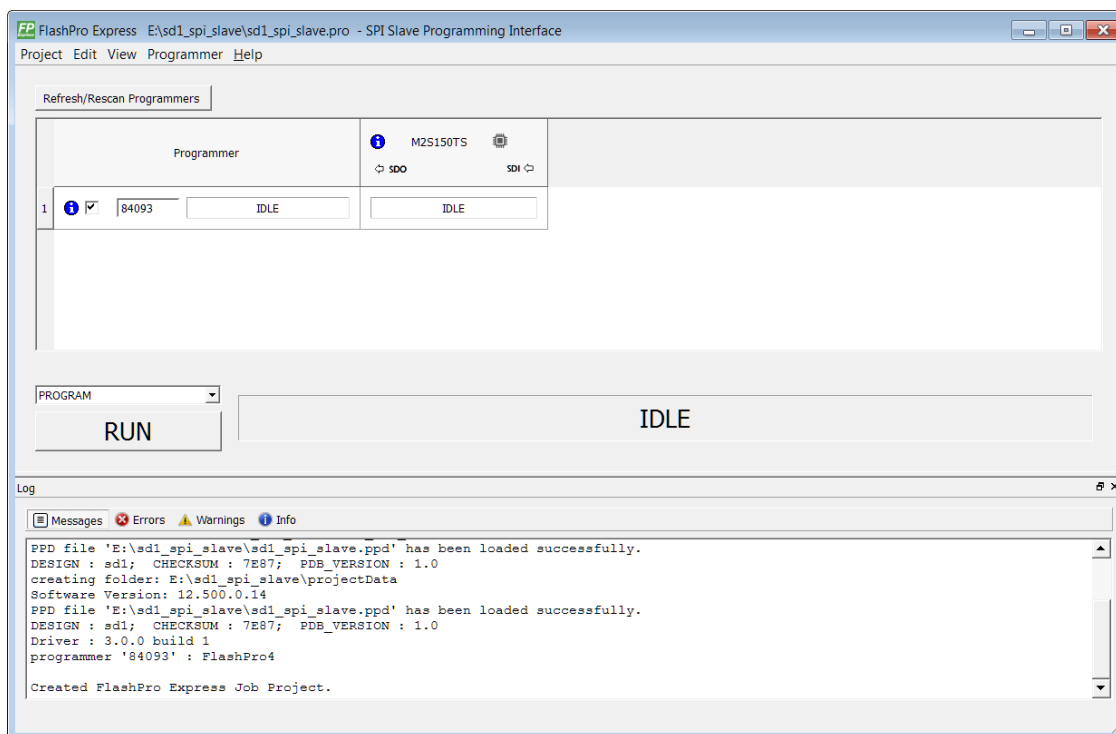 FP FlashPro Express E:\sd1_spi_slave\sd1_spi_slave.pro - SPI Slave Programming Interface
Project Edit View Programmer Help
Refresh/Rescan Programmers
Programmer
M2S150TS
SDO SDI
1 84093 IDLE IDLE
PROGRAM
RUN
IDLE
Log
Messages Errors Warnings Info
PPD file 'E:\sd1_spi_slave\sd1_spi_slave.ppd' has been loaded successfully.
DESIGN : sd1; CHECKSUM : 7E87; PDB_VERSION : 1.0
creating folder: E:\sd1_spi_slave\projectData
Software Version: 12.500.0.14
PPD file 'E:\sd1_spi_slave\sd1_spi_slave.ppd' has been loaded successfully.
DESIGN : sd1; CHECKSUM : 7E87; PDB_VERSION : 1.0
Driver : 3.0.0 build 1
programmer '84093' : FlashPro4
Created FlashPro Express Job Project.